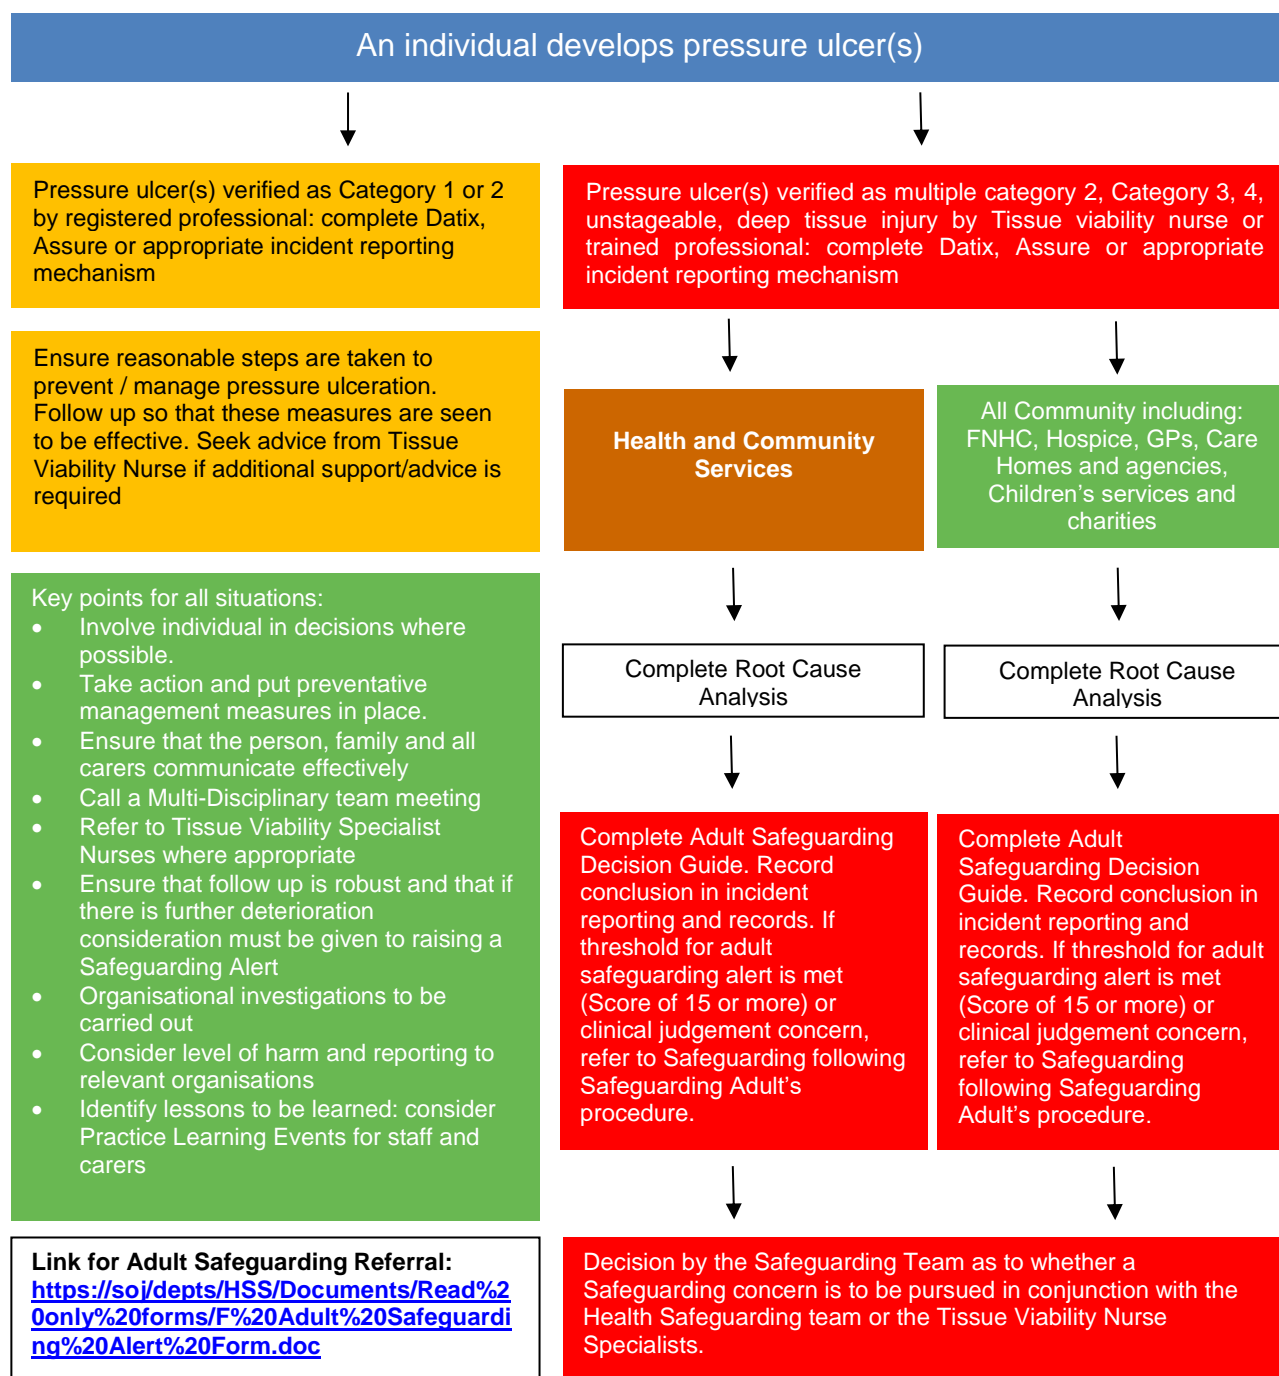 An individual develops pressure ulcer(s)
Pressure ulcer(s) verified as Category 1 or 2
by registered professional: complete Datix,
Assure or appropriate incident reporting
mechanism
Pressure ulcer(s) verified as multiple category 2, Category 3, 4,
unstageable, deep tissue injury by Tissue viability nurse or
trained professional: complete Datix, Assure or appropriate
incident reporting mechanism
Ensure reasonable steps are taken to
prevent / manage pressure ulceration.
Follow up so that these measures are seen
to be effective. Seek advice from Tissue
Viability Nurse if additional support/advice is
required
Health and Community
Services
All Community including:
FNHC, Hospice, GPs, Care
Homes and agencies,
Children's services and
charities
Key points for all situations:
• Involve individual in decisions where
possible.
• Take action and put preventative
management measures in place.
• Ensure that the person, family and all
carers communicate effectively
• Call a Multi-Disciplinary team meeting
• Refer to Tissue Viability Specialist
Nurses where appropriate
• Ensure that follow up is robust and that if
there is further deterioration
consideration must be given to raising a
Safeguarding Alert
• Organisational investigations to be
carried out
• Consider level of harm and reporting to
relevant organisations
• Identify lessons to be learned: consider
Practice Learning Events for staff and
carers
Complete Root Cause
Analysis
Complete Root Cause
Analysis
Complete Adult Safeguarding
Decision Guide. Record
conclusion in incident
reporting and records. If
threshold for adult
safeguarding alert is met
(Score of 15 or more) or
clinical judgement concern,
refer to Safeguarding following
Safeguarding Adult's
procedure.
Complete Adult
Safeguarding Decision
Guide. Record conclusion in
incident reporting and
records. If threshold for adult
safeguarding alert is met
(Score of 15 or more) or
clinical judgement concern,
refer to Safeguarding
following Safeguarding
Adult's procedure.
Link for Adult Safeguarding Referral:
https://soj/depts/HSS/Documents/Read%2
0only%20forms/F%20Adult%20Safeguardi
ng%20Alert%20Form.doc
Decision by the Safeguarding Team as to whether a
Safeguarding concern is to be pursued in conjunction with the
Health Safeguarding team or the Tissue Viability Nurse
Specialists.